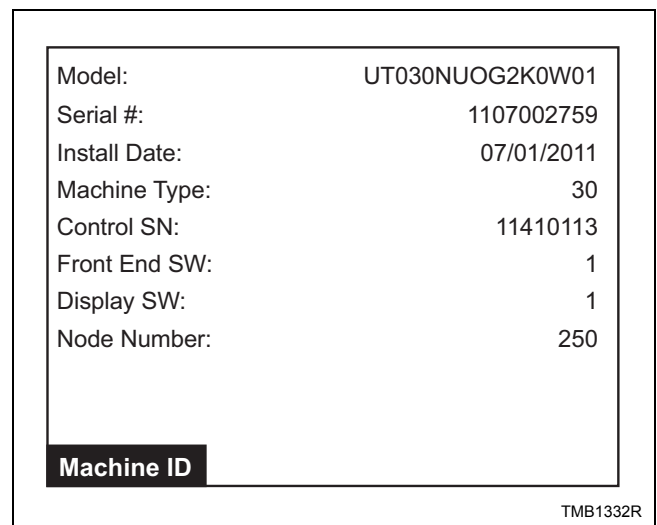 Model: UT030NUOG2K0W01
Serial #: 1107002759
Install Date: 07/01/2011
Machine Type: 30
Control SN: 11410113
Front End SW: 1
Display SW: 1
Node Number: 250
Machine ID
TMB1332R